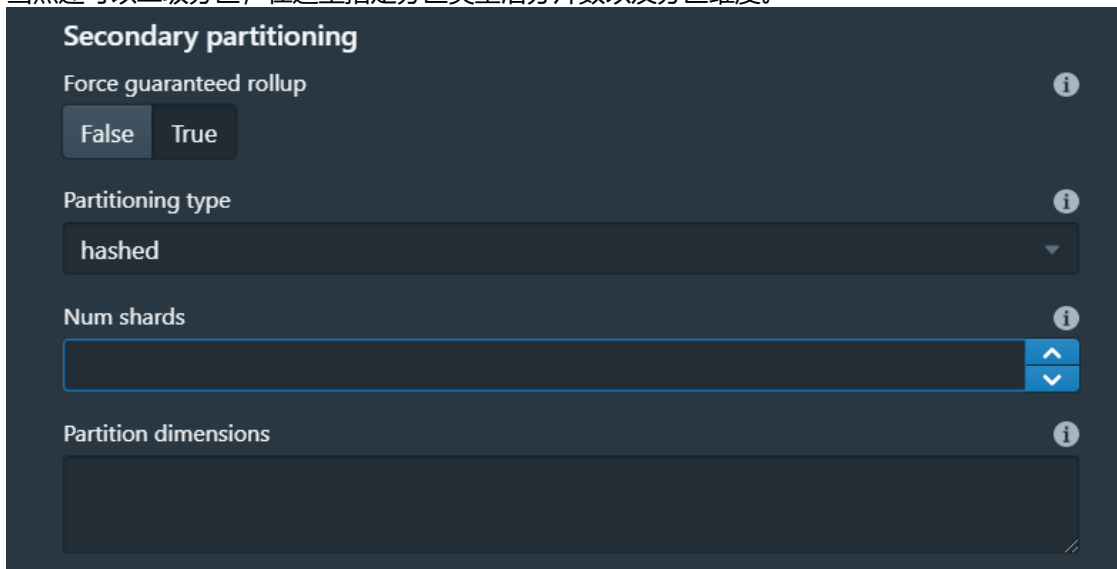 Secondary partitioning
Force guaranteed rollup
False True
Partitioning type
hashed
Num shards
Partition dimensions